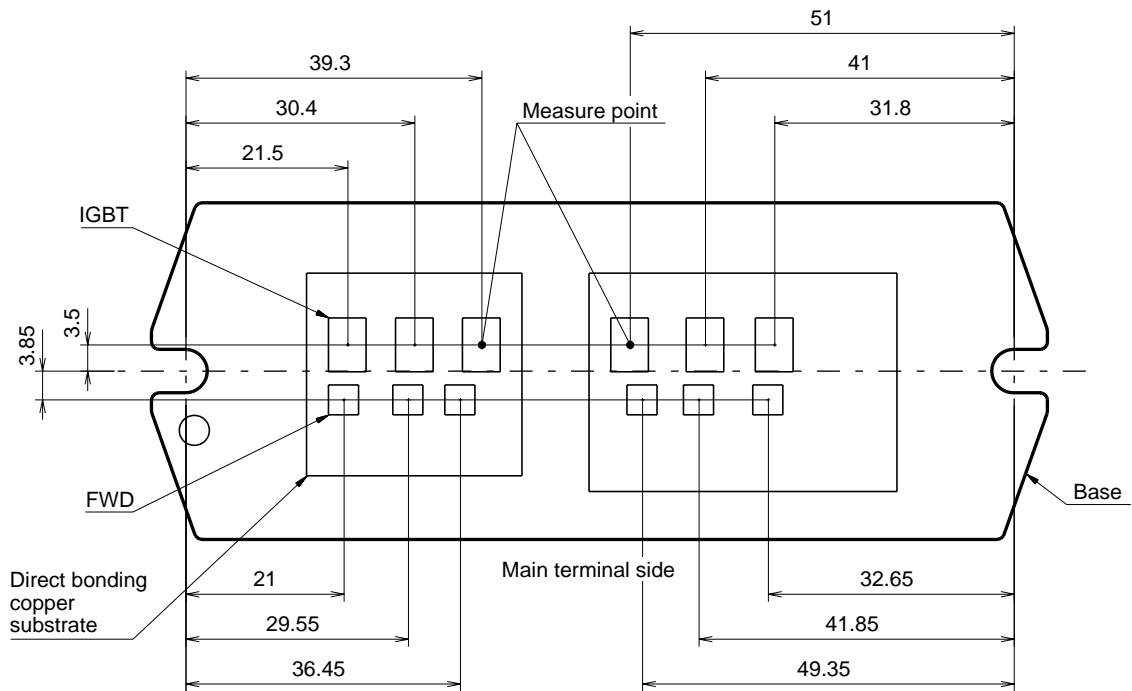 51
39.3
41
30.4
Measure point
31.8
21.5
IGBT
3.5
3.85
FWD
Base
Direct bonding
copper
substrate
Main terminal side
21
32.65
29.55
41.85
36.45
49.35